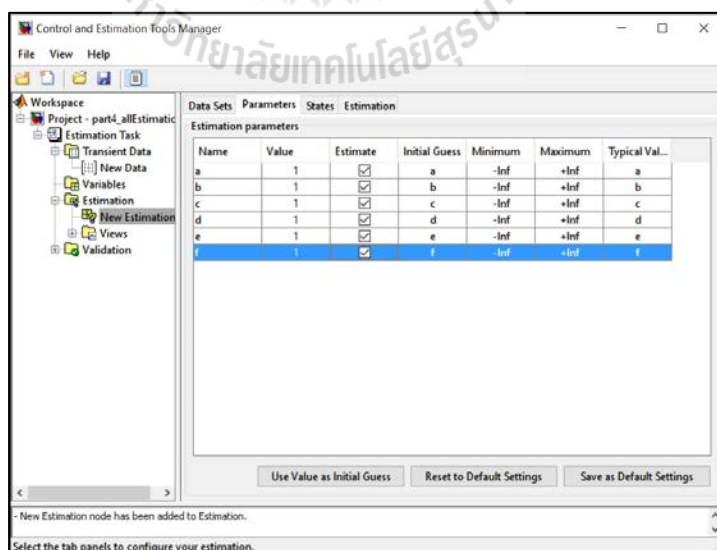 Control and Estimation Tools Manager
File View Help
Workspace
Project - part4_allEstimatic
Estimation Task
Transient Data
New Data
Variables
Estimation
New Estimation
Views
Validation
Data Sets Parameters States Estimation
Estimation parameters
Name Value Estimate Initial Guess Minimum Maximum Typical Val...
a 1 a -Inf +Inf a
b 1 b -Inf +Inf b
c 1 c -Inf +Inf c
d 1 d -Inf +Inf d
e 1 e -Inf +Inf e
f 1 f -Inf +Inf f
Use Value as Initial Guess Reset to Default Settings Save as Default Settings
- New Estimation node has been added to Estimation.
Select the tab panels to configure your estimation.